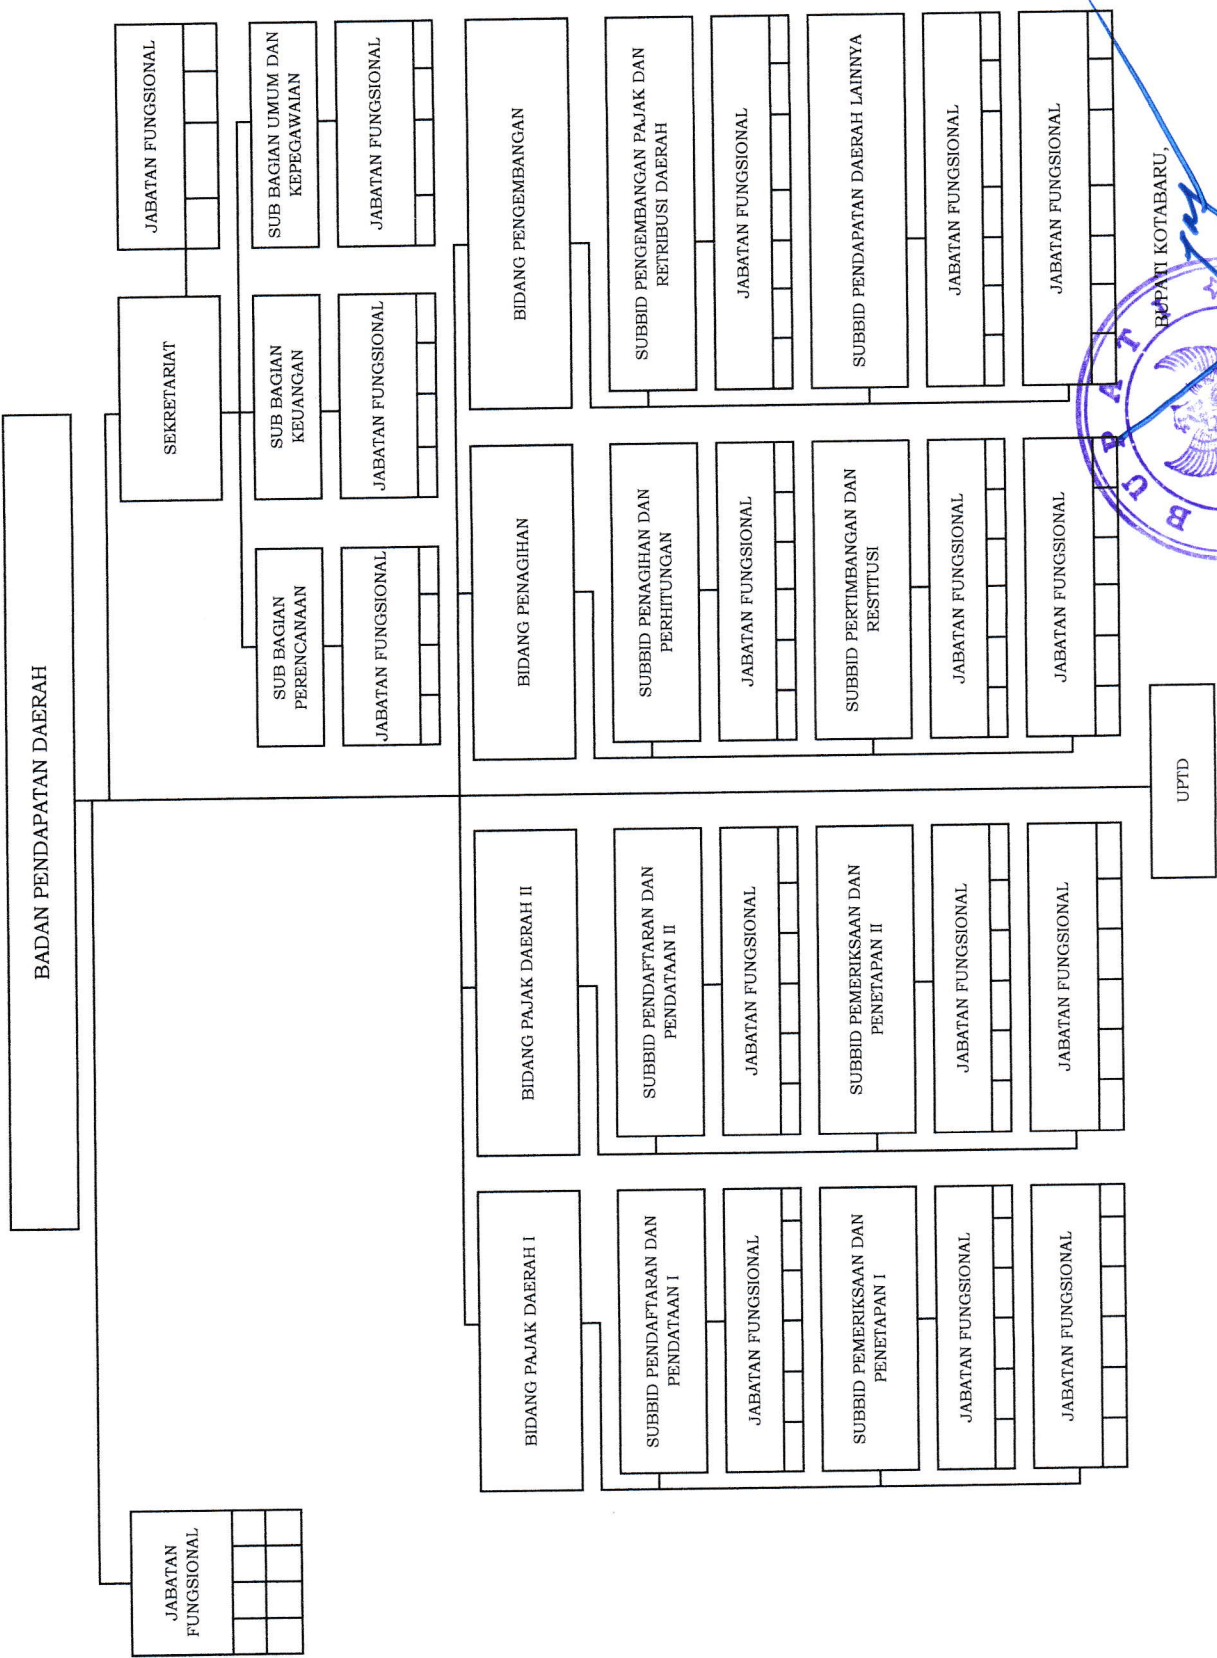 BADAN PENDAPATAN DAERAH
JABATAN
FUNGSIONAL
SEKRETARIAT
JABATAN FUNGSIONAL
SUB BAGIAN
PERENCANAAN
SUB BAGIAN
KEUANGAN
SUB BAGIAN UMUM DAN
KEPEGAWAIAN
JABATAN FUNGSIONAL
JABATAN FUNGSIONAL
JABATAN FUNGSIONAL
BIDANG PAJAK DAERAH I
BIDANG PAJAK DAERAH II
BIDANG PENAGIHAN
BIDANG PENGEMBANGAN
SUBBID PENDAFTARAN DAN
PENDATAAN I
SUBBID PENDAFTARAN DAN
PENDATAAN II
SUBBID PENAGIHAN DAN
PERHITUNGAN
SUBBID PENGEMBANGAN PAJAK DAN
RETRIBUSI DAERAH
JABATAN FUNGSIONAL
JABATAN FUNGSIONAL
JABATAN FUNGSIONAL
JABATAN FUNGSIONAL
SUBBID PEMERIKSAAN DAN
PENETAPAN I
SUBBID PEMERIKSAAN DAN
PENETAPAN II
SUBBID PERTIMBANGAN DAN
RESTITUSI
SUBBID PENDAPATAN DAERAH LAINNYA
JABATAN FUNGSIONAL
JABATAN FUNGSIONAL
JABATAN FUNGSIONAL
JABATAN FUNGSIONAL
JABATAN FUNGSIONAL
JABATAN FUNGSIONAL
JABATAN FUNGSIONAL
JABATAN FUNGSIONAL
UPTD
BUPATI KOTABARU,
BUPATI